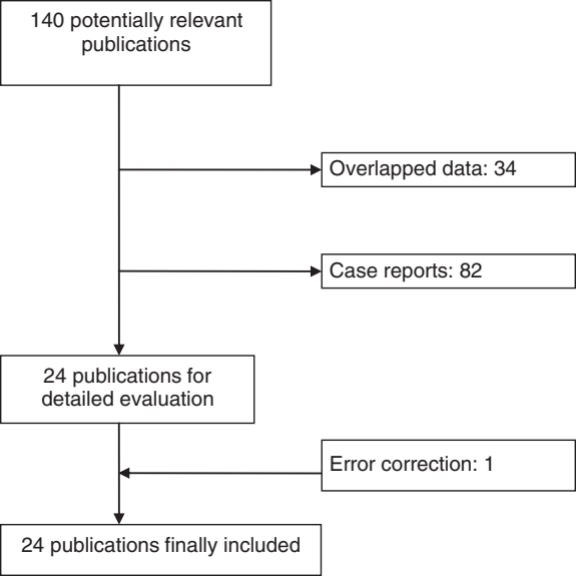 140 potentially relevant
publications
Overlapped data: 34
Case reports: 82
24 publications for
detailed evaluation
Error correction: 1
24 publications finally included